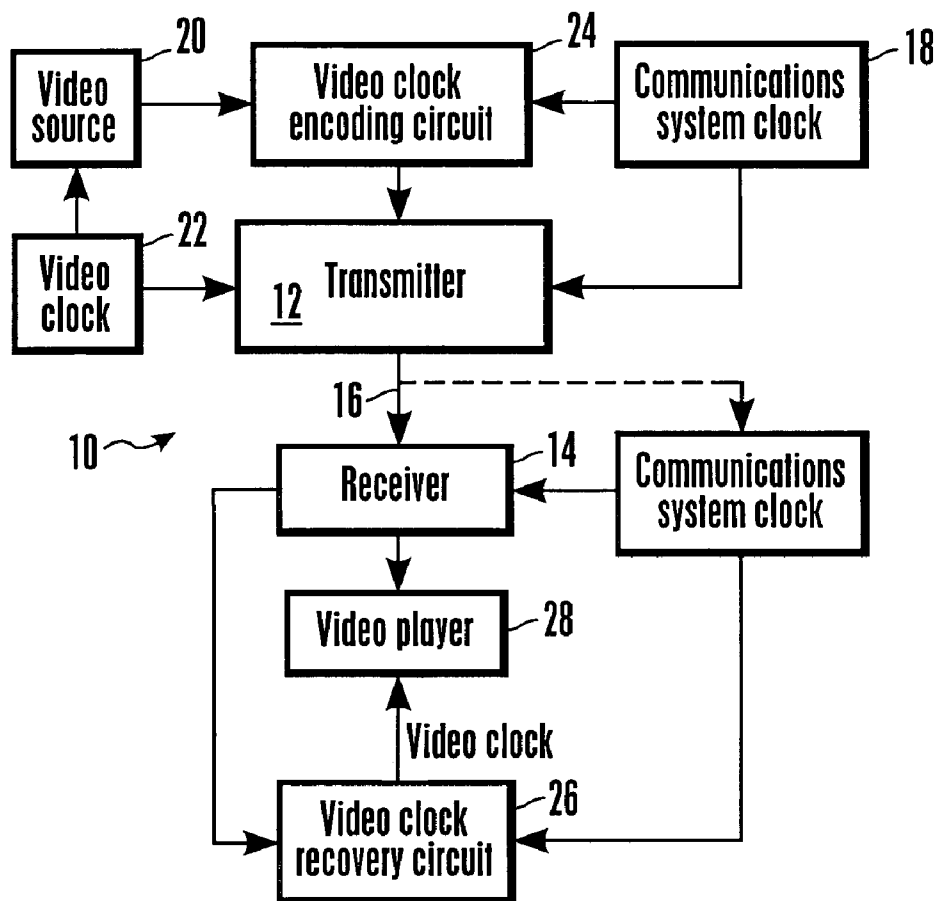 20
24
18
Video
source
Video clock
encoding circuit
Communications
system clock
22
Video
clock
Transmitter
12
16
10
14
Receiver
Communications
system clock
Video player
28
Video clock
26
Video clock
recovery circuit